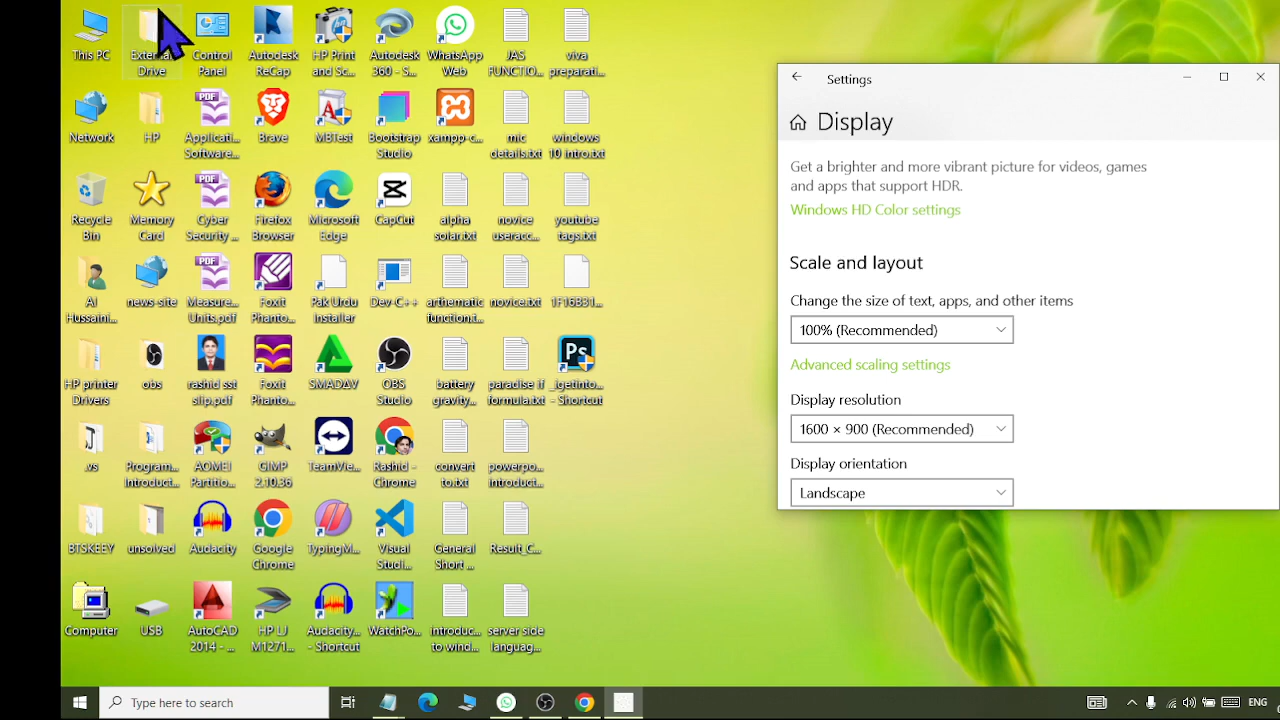 This PC
External
Drive
Control
Panel
Autodesk
ReCap
HP Print
and Sc...
Autodesk
360 - S...
WhatsApp
Web
JAS
FUNCTIO...
viva
preparati...
Network
HP
Applicati...
Software...
Brave
MBTest
Bootstrap
Studio
xampp-c...
mic
details.txt
windows
10 intro.txt
Recycle
Bin
Memory
Card
Cyber
Security ...
Firefox
Browser
Microsoft
Edge
CapCut
alpha
solar.txt
novice
useracc...
youtube
tags.txt
Al
Hussaini...
news-site
Measure...
Units.pdf
Foxit
Phanto...
Pak Urdu
Installer
Dev-C++
arthematic
function.t...
novice.txt
1F16B31...
HP printer
Drivers
obs
rashid sst
slip.pdf
Foxit
Phanto...
SMADAV
OBS
Studio
battery
gravity...
paradise if
formula.txt
_igetinto...
- Shortcut
.vs
Program...
Introduct...
AOMEI
Partitio...
GIMP
2.10.36
TeamVie...
Rashid -
Chrome
convert
to.txt
powerpo...
introduct...
BTSKEEY
unsolved
Audacity
Google
Chrome
TypingM...
Visual
Studi...
General
Short ...
Result_C...
Computer
USB
AutoCAD
2014 - ...
HP LJ
M1271...
Audacity...
- Shortcut
WatchPo...
introduc...
to wind...
server side
languag...
Settings
Display
Get a brighter and more vibrant picture for videos, games
and apps that support HDR.
Windows HD Color settings
Scale and layout
Change the size of text, apps, and other items
100% (Recommended)
Advanced scaling settings
Display resolution
1600 × 900 (Recommended)
Display orientation
Landscape
Type here to search
ENG